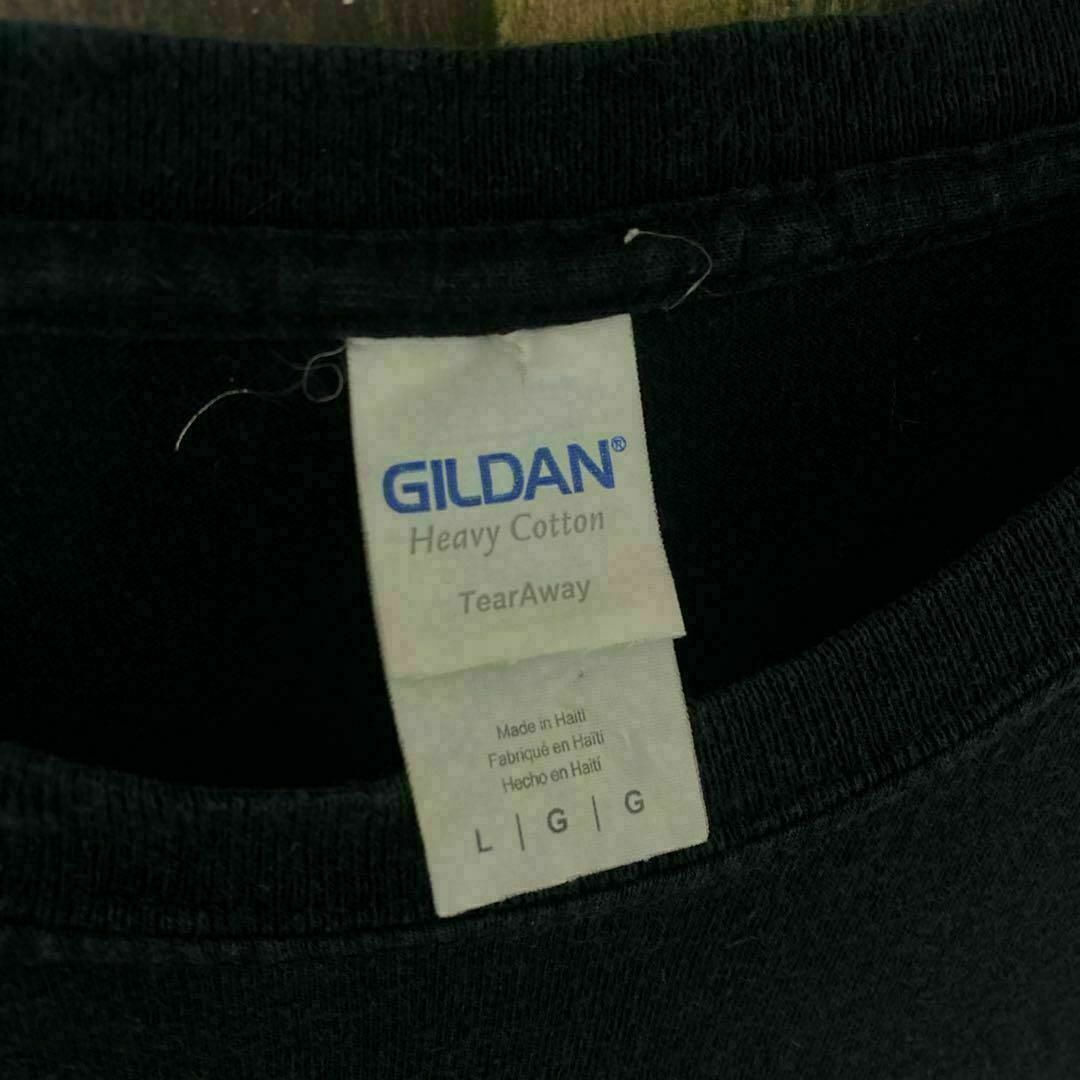 GILDAN®
Heavy Cotton
TearAway
Made in Haiti
Fabriqué en Haïti
Hecho en Haití
L | G | G